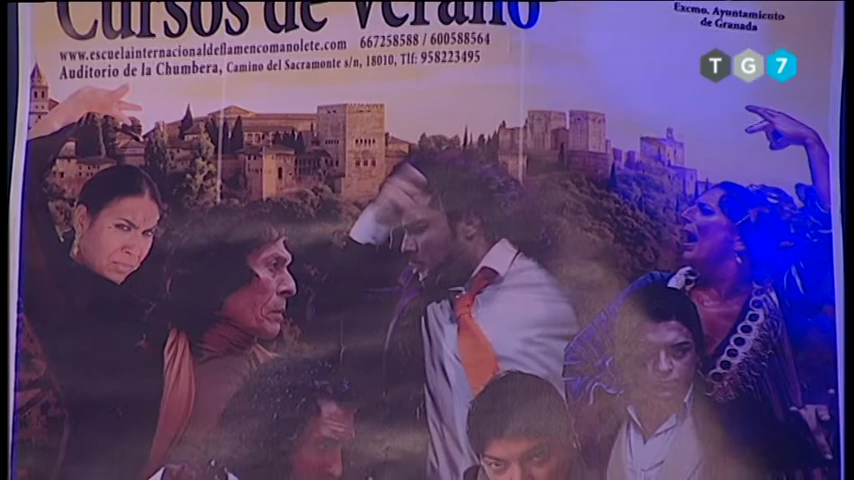 Cursos de Verano
www.escuelainternacionaldeflamencomanolete.com 667258588 / 600588564
Auditorio de la Chumbera, Camino del Sacramonte s/n, 18010, Tlf: 958223495
Excmo. Ayuntamiento
de Granada
TG7